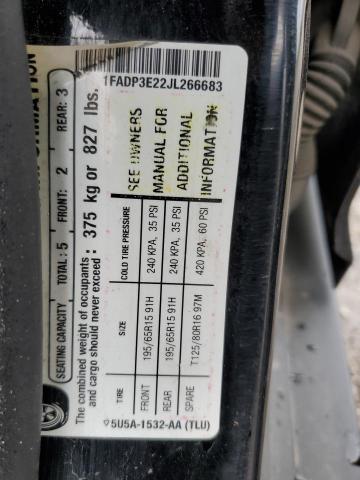 INFORMATION
SEATING CAPACITY TOTAL: 5 FRONT: 2 REAR: 3
The combined weight of occupants and cargo should never exceed: 375 kg or 827 lbs.
TIRE SIZE COLD TIRE PRESSURE SEE OWNERS
FRONT 195/65R15 91H 240 KPA, 35 PSI MANUAL FOR
REAR 195/65R15 91H 240 KPA, 35 PSI ADDITIONAL
SPARE T125/80R16 97M 420 KPA, 60 PSI INFORMATION
5U5A-1532-AA (TLU)
1FADP3E22JL266683